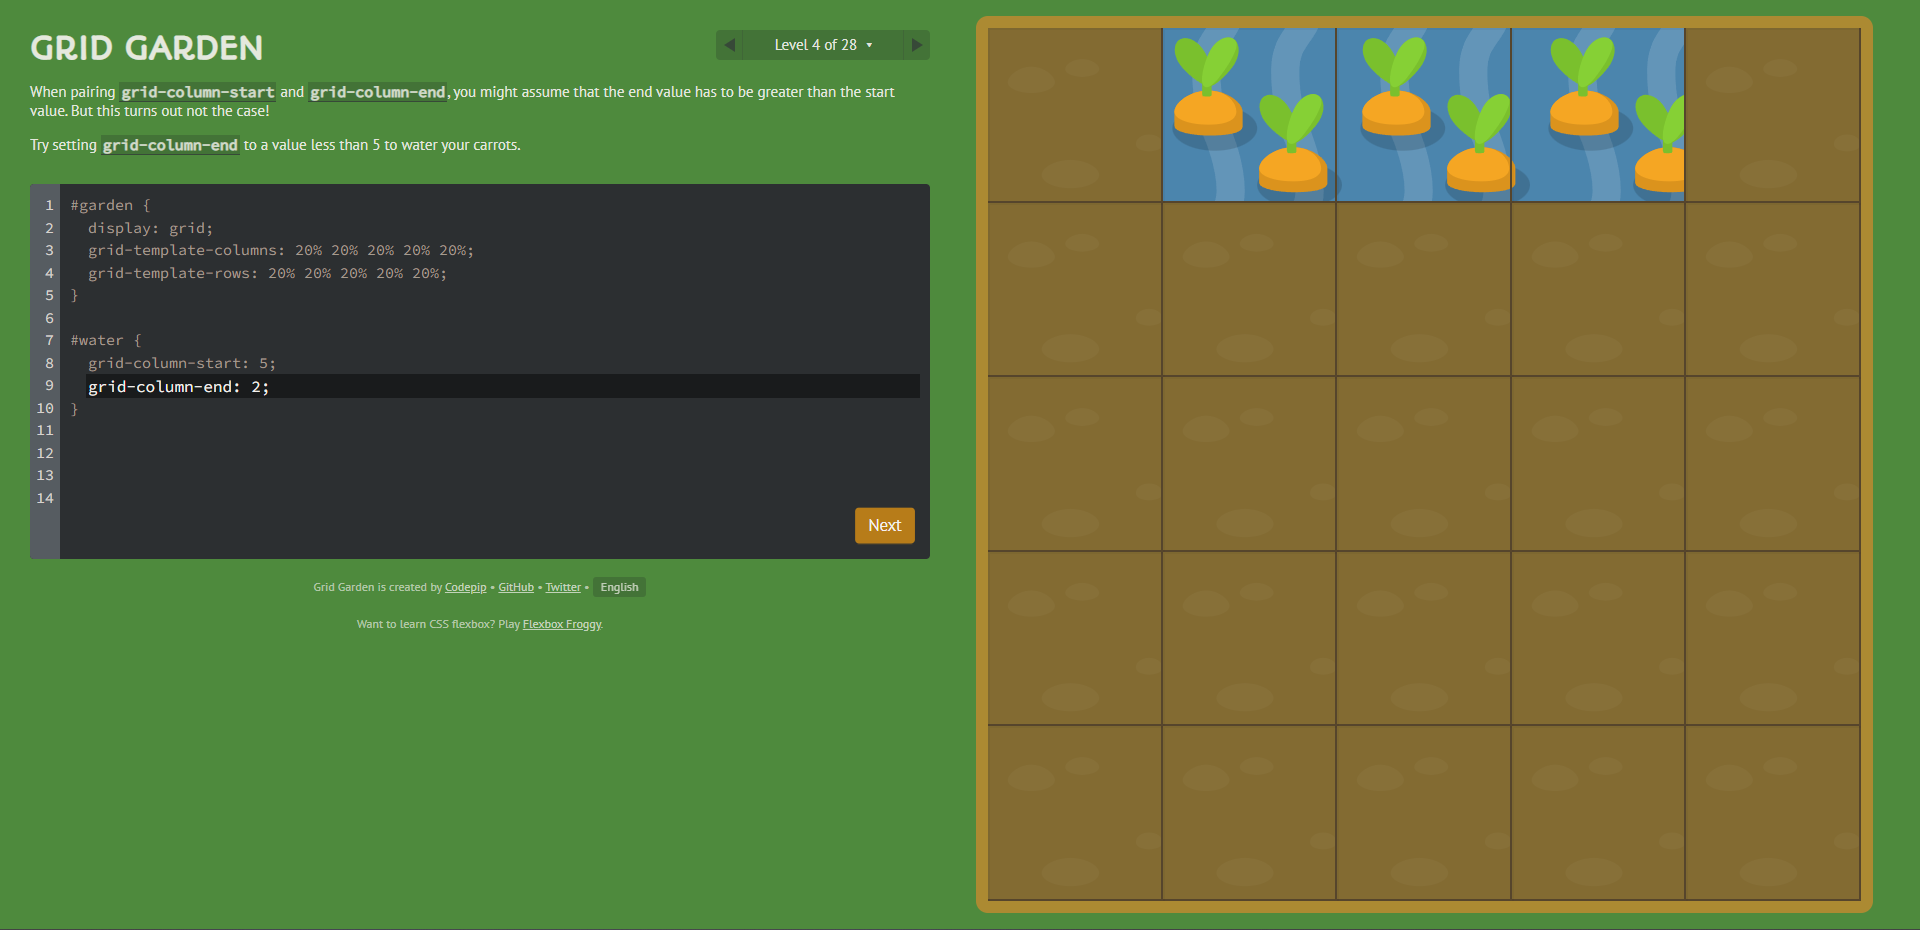 GRID GARDEN
Level 4 of 28
When pairing grid-column-start and grid-column-end, you might assume that the end value has to be greater than the start
value. But this turns out not the case!
Try setting grid-column-end to a value less than 5 to water your carrots.
1 #garden {
2 display: grid;
3 grid-template-columns: 20% 20% 20% 20% 20%;
4 grid-template-rows: 20% 20% 20% 20% 20%;
5 }
6
7 #water {
8 grid-column-start: 5;
9 grid-column-end: 2;
10 }
11
12
13
14
Next
Grid Garden is created by Codepip • GitHub • Twitter • English
Want to learn CSS flexbox? Play Flexbox Froggy.